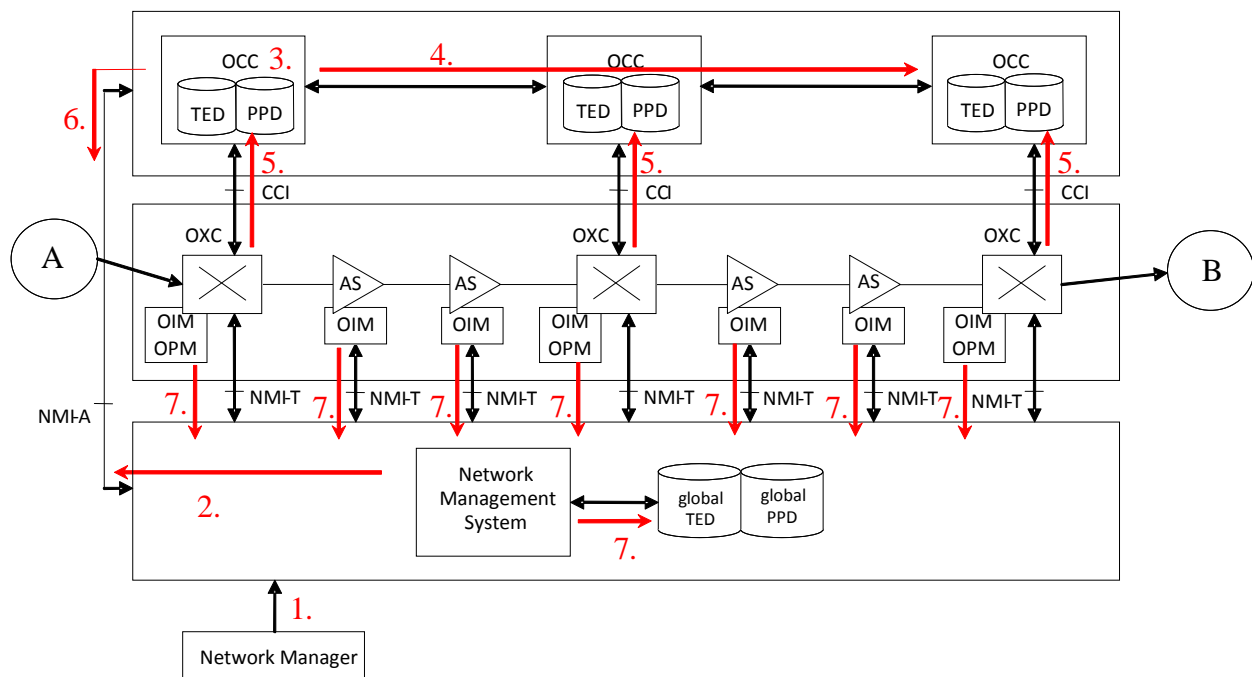 OCC 3. 4. OCC OCC
TED PPD TED PPD TED PPD
6.
5. 5. 5.
CCI CCI CCI
OXC OXC OXC
A AS AS AS AS B
OIM OIM OIM OIM OIM OIM OIM
OPM OPM OPM
7. NMI-T 7. NMI-T 7. NMI-T 7. NMI-T 7. NMI-T 7. NMI-T 7.
NMI-A
2.
Network
Management
System
global
TED
global
PPD
7.
1.
Network Manager